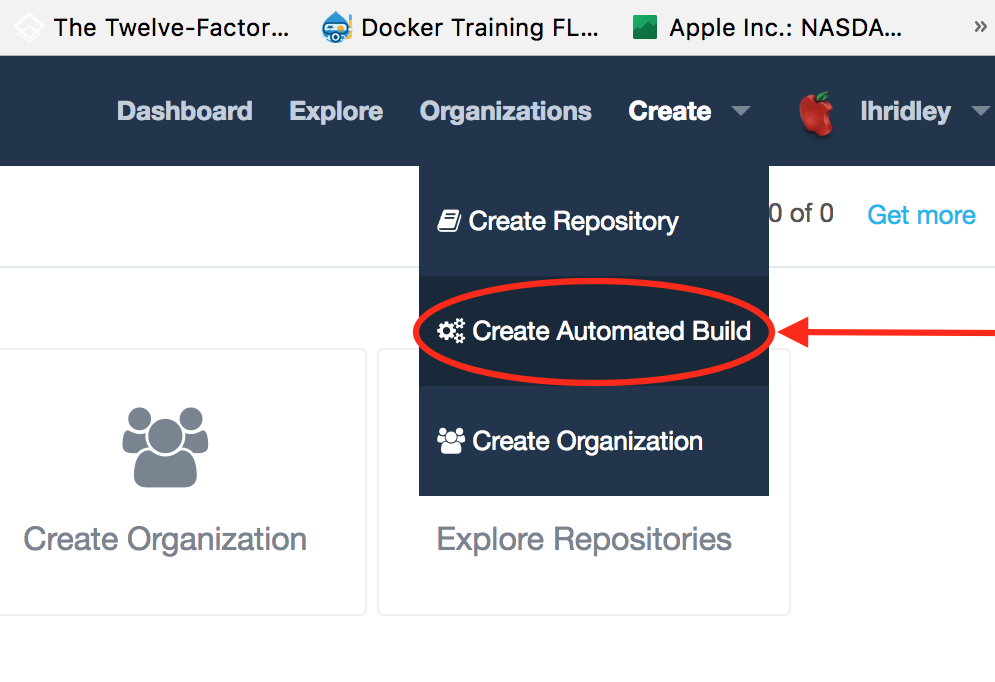 The Twelve-Factor... Docker Training FL... Apple Inc.: NASDA... »
Dashboard Explore Organizations Create lhridley
Create Repository
0 of 0 Get more
Create Automated Build
Create Organization
Create Organization Explore Repositories